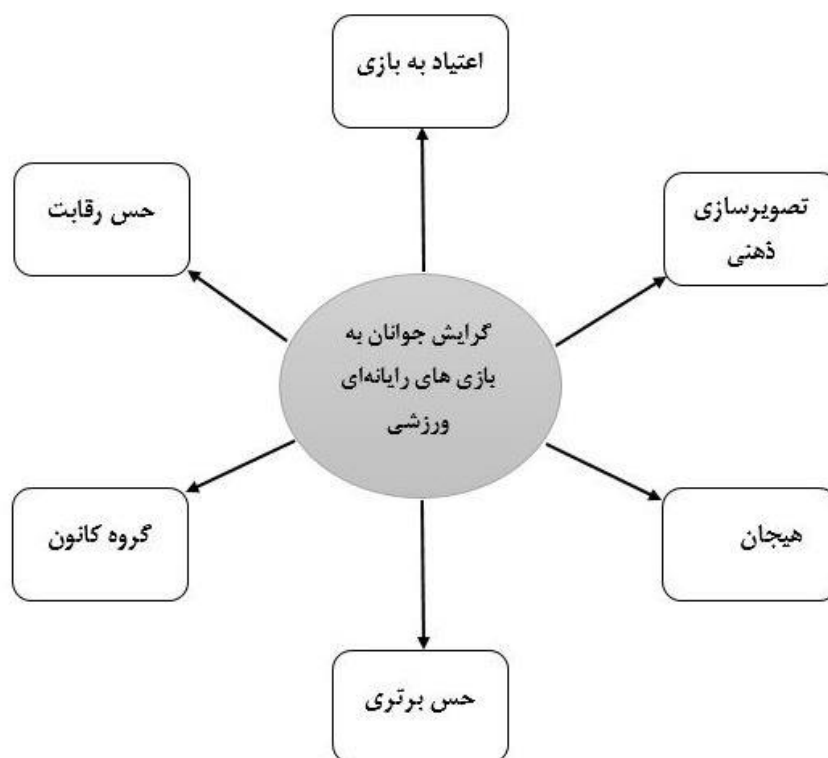 اعتیاد به بازی
حس رقابت
تصویرسازی
ذهنی
گرایش جوانان به
بازی های رایانه‌ای
ورزشی
گروه کانون
هیجان
حس برتری